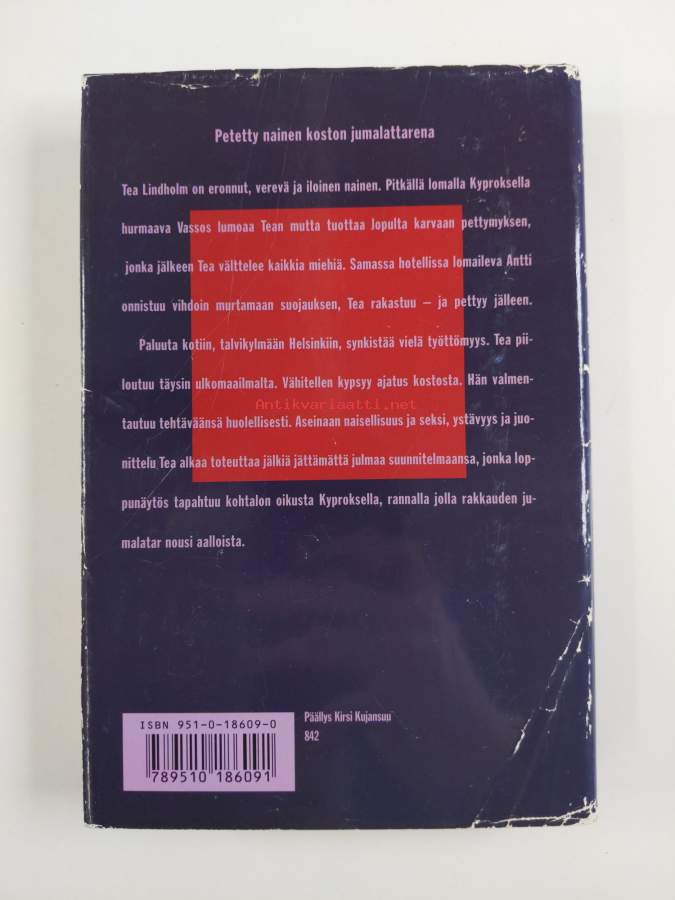 Petetty nainen koston jumalattarena
Tea Lindholm on eronnut, verevä ja iloinen nainen. Pitkällä lomalla Kyproksella
hurmaava Vassos lumoaa Tean mutta tuottaa lopulta karvaan pettymyksen,
jonka jälkeen Tea välttelee kaikkia miehiä. Samassa hotellissa lomaileva Antti
onnistuu vihdoin murtamaan suojauksen, Tea rakastuu – ja pettyy jälleen.
Paluuta kotiin, talvikylmään Helsinkiin, synkistää vielä työttömyys. Tea pii-
loutuu täysin ulkomaailmalta. Vähitellen kypsyy ajatus kostosta. Hän valmen-
Antikvariaatti.net
tautuu tehtäväänsä huolellisesti. Aseinaan naisellisuus ja seksi, ystävyys ja juo-
nittelu Tea alkaa toteuttaa jälkiä jättämättä julmaa suunnitelmaansa, jonka lop-
punäytös tapahtuu kohtalon oikusta Kyproksella, rannalla jolla rakkauden ju-
malatar nousi aalloista.
ISBN 951-0-18609-0
Päällys Kirsi Kujansuu
842
789510 186091